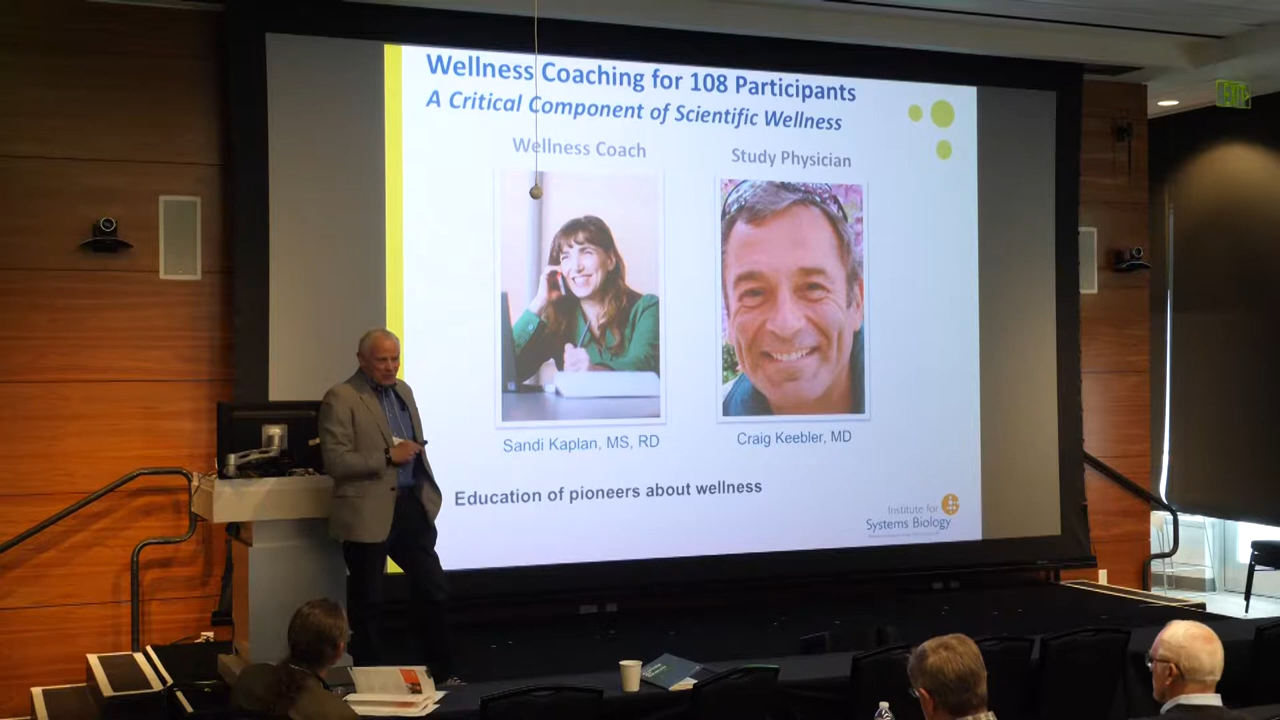 Wellness Coaching for 108 Participants
A Critical Component of Scientific Wellness
Wellness Coach
Study Physician
Sandi Kaplan, MS, RD
Craig Keebler, MD
Education of pioneers about wellness
Institute for
Systems Biology
EXIT